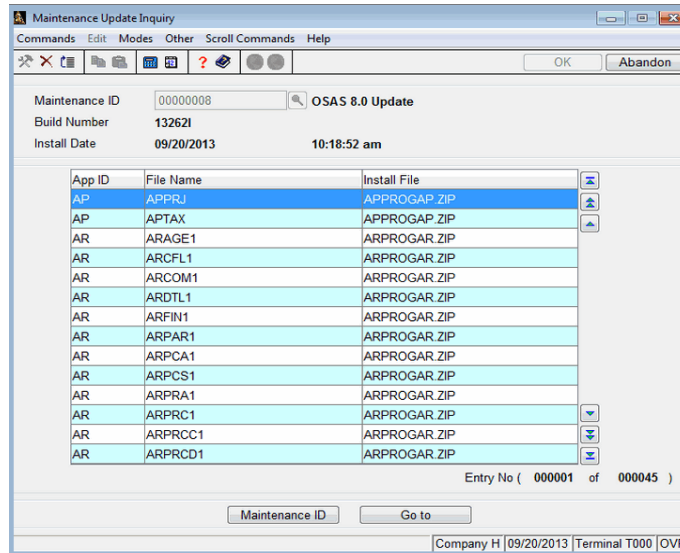 Maintenance Update Inquiry
Commands Edit Modes Other Scroll Commands Help
OK Abandon
Maintenance ID 00000008 OSAS 8.0 Update
Build Number 13262I
Install Date 09/20/2013 10:18:52 am
App ID File Name Install File
AP APPRJ APPROGAP.ZIP
AP APTAX APPROGAP.ZIP
AR ARAGE1 ARPROGAR.ZIP
AR ARCFL1 ARPROGAR.ZIP
AR ARCOM1 ARPROGAR.ZIP
AR ARDTL1 ARPROGAR.ZIP
AR ARFIN1 ARPROGAR.ZIP
AR ARPAR1 ARPROGAR.ZIP
AR ARPCA1 ARPROGAR.ZIP
AR ARPCS1 ARPROGAR.ZIP
AR ARPRA1 ARPROGAR.ZIP
AR ARPRC1 ARPROGAR.ZIP
AR ARPRCC1 ARPROGAR.ZIP
AR ARPRCD1 ARPROGAR.ZIP
Entry No ( 000001 of 000045 )
Maintenance ID Go to
Company H 09/20/2013 Terminal T000